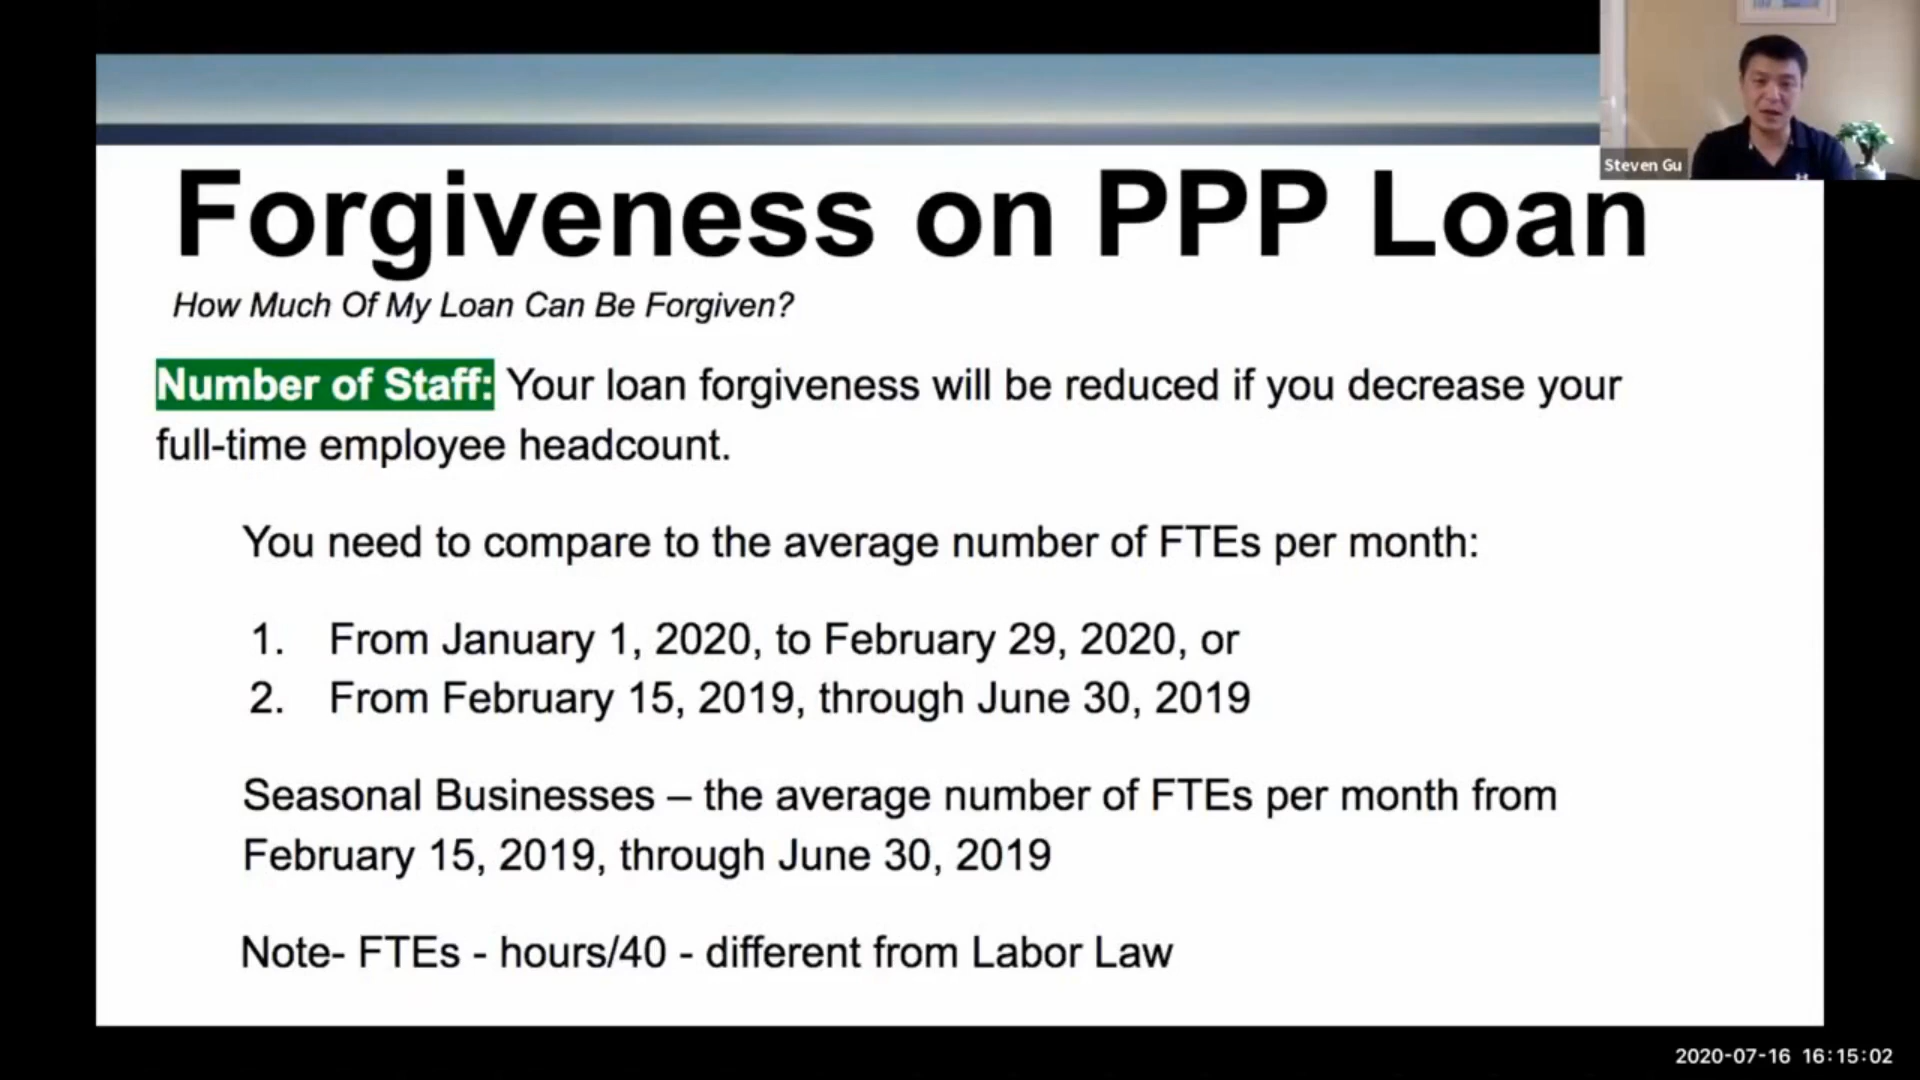 Steven Gu
Forgiveness on PPP Loan
How Much Of My Loan Can Be Forgiven?
Number of Staff: Your loan forgiveness will be reduced if you decrease your
full-time employee headcount.
You need to compare to the average number of FTEs per month:
1. From January 1, 2020, to February 29, 2020, or
2. From February 15, 2019, through June 30, 2019
Seasonal Businesses – the average number of FTEs per month from
February 15, 2019, through June 30, 2019
Note- FTEs - hours/40 - different from Labor Law
2020-07-16 16:15:02